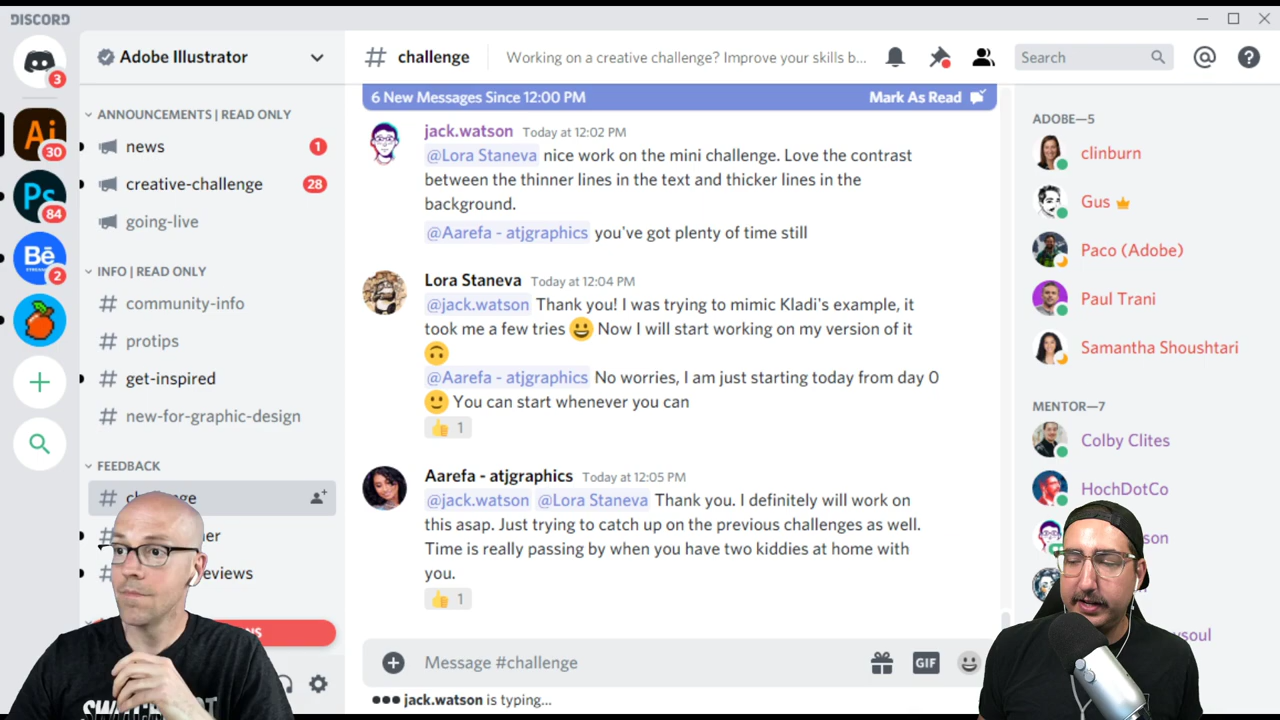 DISCORD
3
Ai
30
Ps
84
Bē
2
Adobe Illustrator
ANNOUNCEMENTS | READ ONLY
news
1
creative-challenge
28
going-live
INFO | READ ONLY
# community-info
# protips
# get-inspired
# new-for-graphic-design
FEEDBACK
# challenge
#
#
# challenge
Working on a creative challenge? Improve your skills b...
Search
6 New Messages Since 12:00 PM
Mark As Read
jack.watson Today at 12:02 PM
@Lora Staneva nice work on the mini challenge. Love the contrast
between the thinner lines in the text and thicker lines in the
background.
@Aarefa - atjgraphics you've got plenty of time still
Lora Staneva Today at 12:04 PM
@jack.watson Thank you! I was trying to mimic Kladi's example, it
took me a few tries 😀 Now I will start working on my version of it
🙃
@Aarefa - atjgraphics No worries, I am just starting today from day 0
🙂 You can start whenever you can
👍 1
Aarefa - atjgraphics Today at 12:05 PM
@jack.watson @Lora Staneva Thank you. I definitely will work on
this asap. Just trying to catch up on the previous challenges as well.
Time is really passing by when you have two kiddies at home with
you.
👍 1
Message #challenge
GIF
jack.watson is typing...
ADOBE—5
clinburn
Gus
Paco (Adobe)
Paul Trani
Samantha Shoushtari
MENTOR—7
Colby Clites
HochDotCo